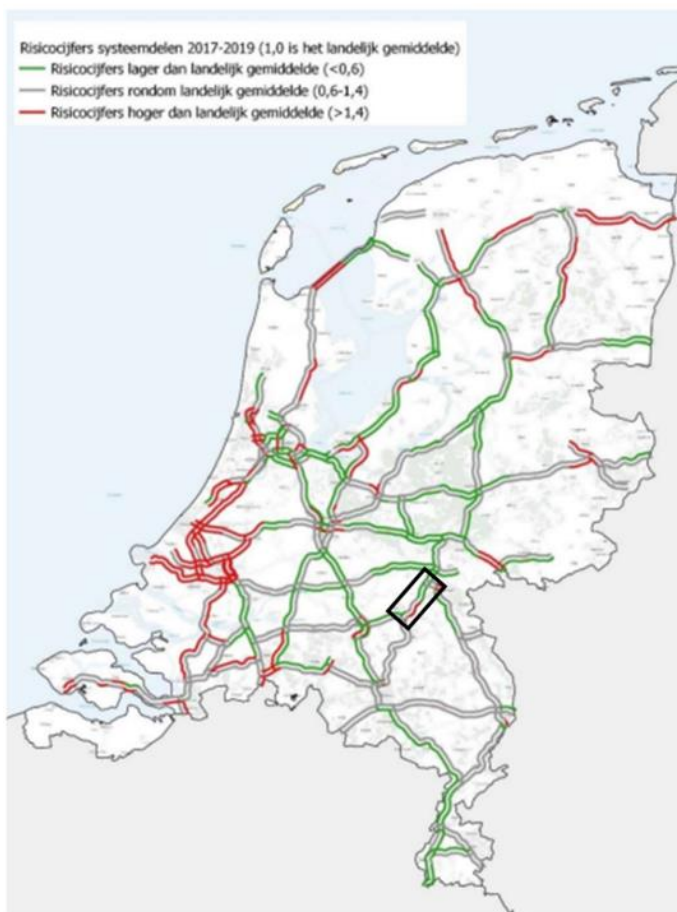 Risicocijfers systeemdelen 2017-2019 (1,0 is het landelijk gemiddelde)
Risicocijfers lager dan landelijk gemiddelde (<0,6)
Risicocijfers rondom landelijk gemiddelde (0,6-1,4)
Risicocijfers hoger dan landelijk gemiddelde (>1,4)